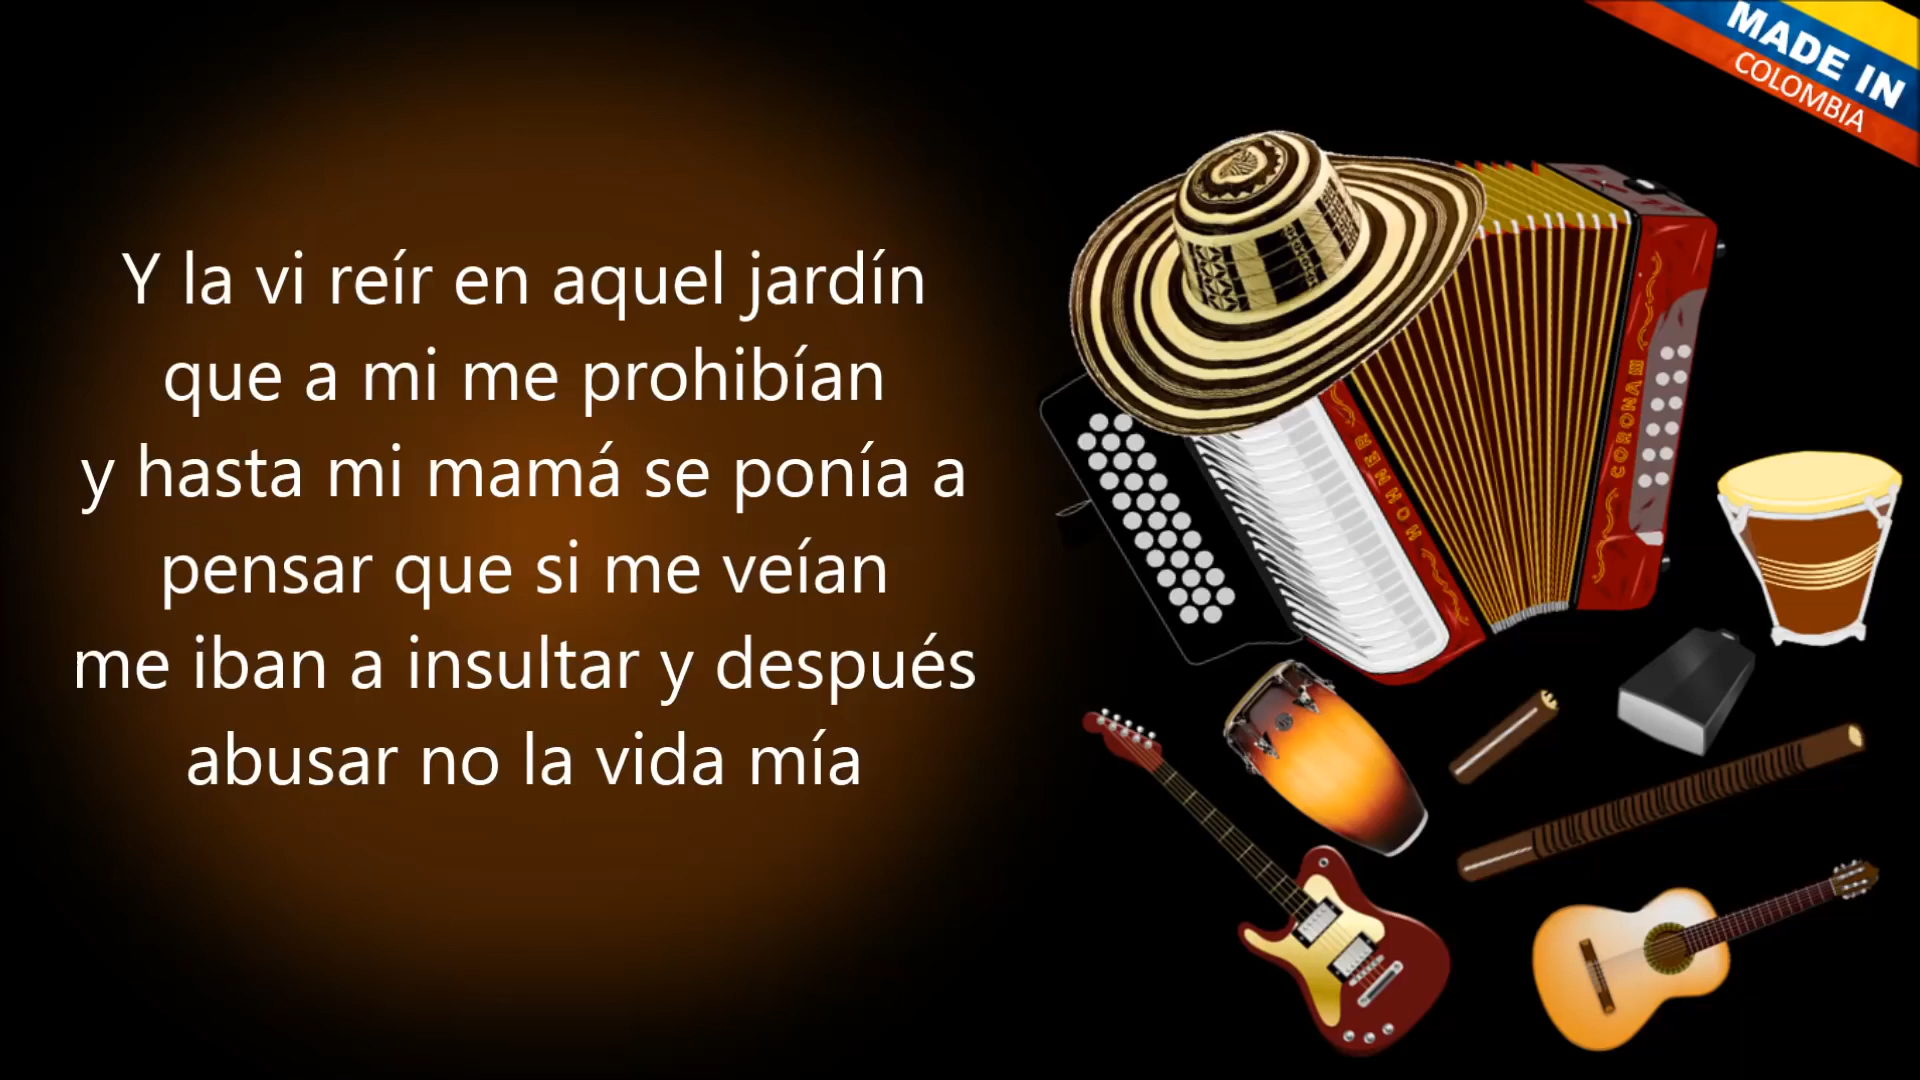 MADE IN
COLOMBIA
Y la vi reír en aquel jardín
que a mi me prohibían
y hasta mi mamá se ponía a
pensar que si me veían
me iban a insultar y después
abusar no la vida mía
HOHNER
CORONA III